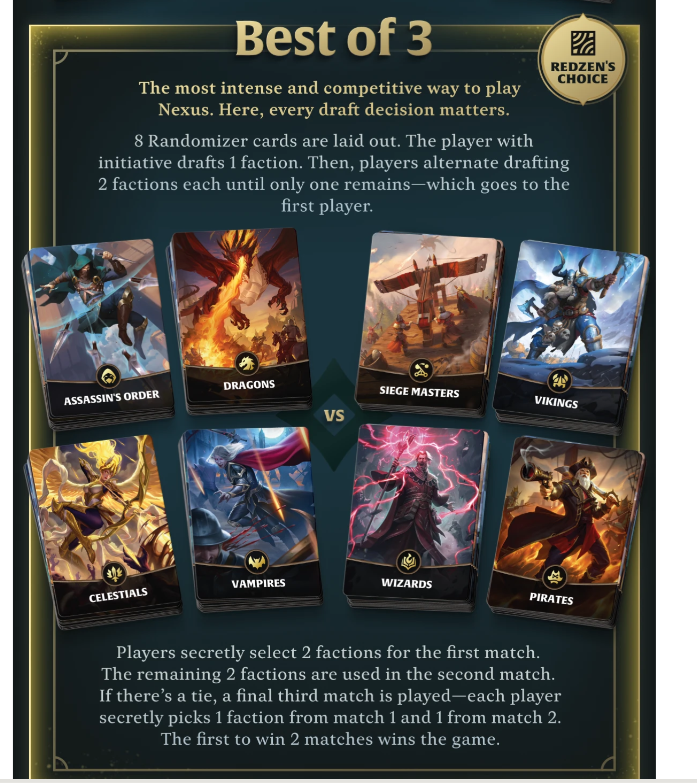 Best of 3
REDZEN'S
CHOICE
The most intense and competitive way to play
Nexus. Here, every draft decision matters.
8 Randomizer cards are laid out. The player with
initiative drafts 1 faction. Then, players alternate drafting
2 factions each until only one remains—which goes to the
first player.
ASSASSIN'S ORDER
DRAGONS
SIEGE MASTERS
VIKINGS
VS
CELESTIALS
VAMPIRES
WIZARDS
PIRATES
Players secretly select 2 factions for the first match.
The remaining 2 factions are used in the second match.
If there's a tie, a final third match is played—each player
secretly picks 1 faction from match 1 and 1 from match 2.
The first to win 2 matches wins the game.